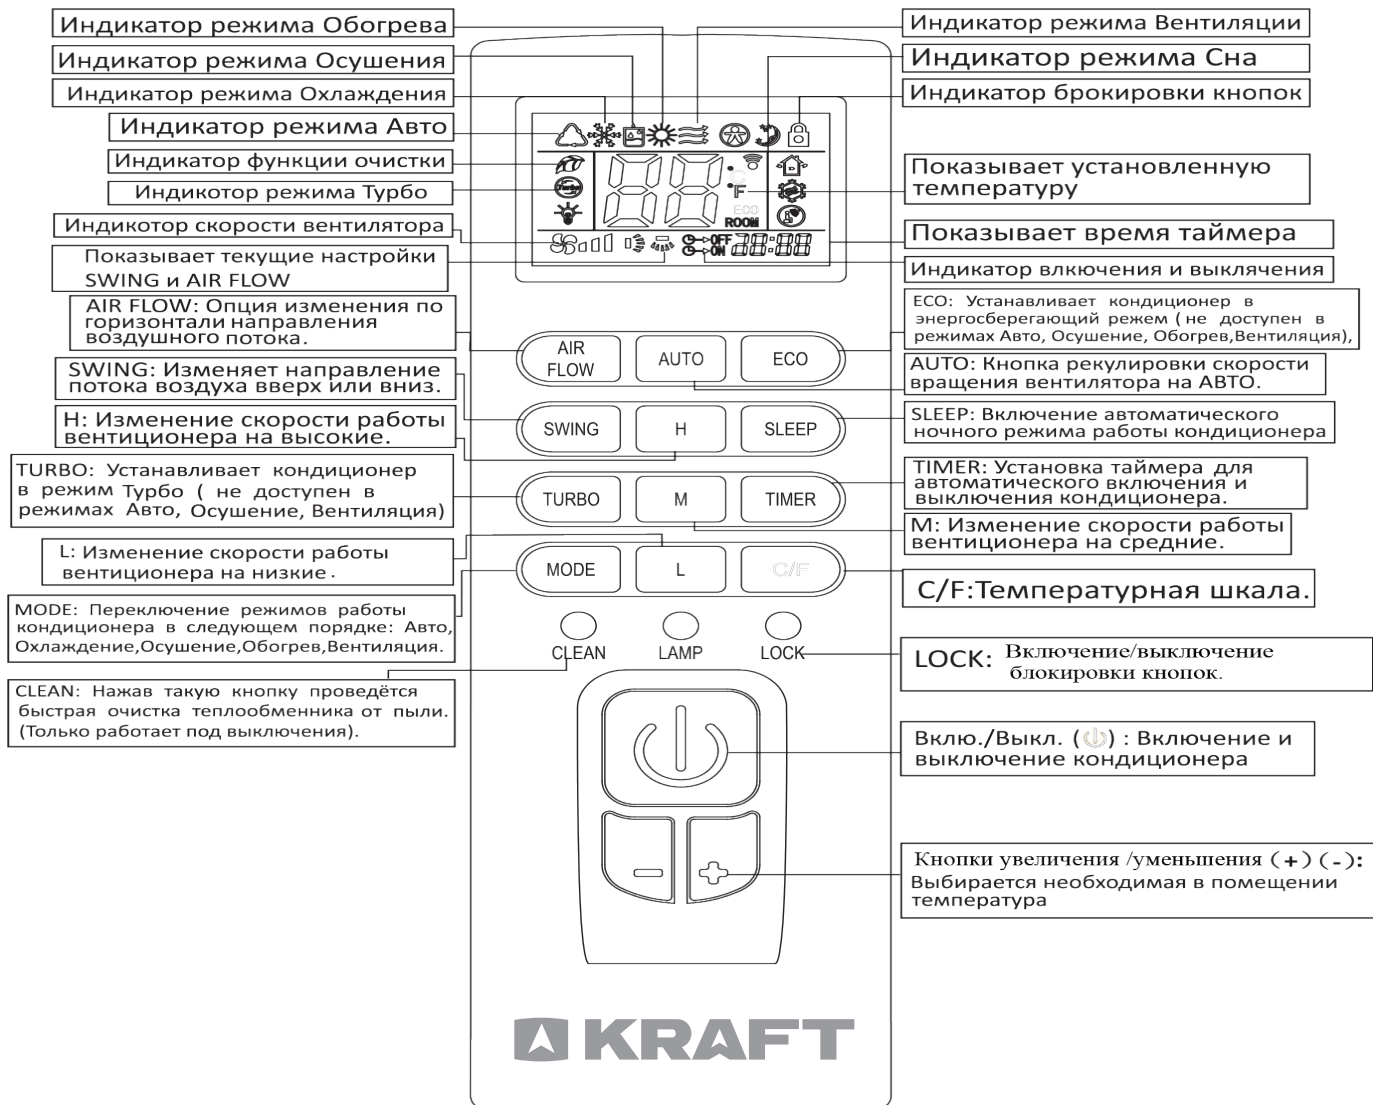 Индикатор режима Обогрева
Индикатор режима Осушения
Индикатор режима Охлаждения
Индикатор режима Авто
Индикатор функции очистки
Индикотор режима Турбо
Индикотор скорости вентилятора
Показывает текущие настройки
SWING и AIR FLOW
AIR FLOW: Опция изменения по
горизонтали направления
воздушного потока.
SWING: Изменяет направление
потока воздуха вверх или вниз.
H: Изменение скорости работы
вентиционера на высокие.
TURBO: Устанавливает кондиционер
в режим Турбо ( не доступен в
режимах Авто, Осушение, Вентиляция)
L: Изменение скорости работы
вентиционера на низкие.
MODE: Переключение режимов работы
кондиционера в следующем порядке: Авто,
Охлаждение,Осушение,Обогрев,Вентиляция.
CLEAN: Нажав такую кнопку проведётся
быстрая очистка теплообменника от пыли.
(Только работает под выключения).
Turbo
°C
°F
ECO
ROOM
OFF
ON
88:88
AIR
FLOW
AUTO
ECO
SWING
H
SLEEP
TURBO
M
TIMER
MODE
L
C/F
CLEAN
LAMP
LOCK
KRAFT
Индикатор режима Вентиляции
Индикатор режима Сна
Индикатор брокировки кнопок
Показывает установленную
температуру
Показывает время таймера
Индикатор влкючения и выклячения
ECO: Устанавливает кондиционер в
энергосберегающий режем ( не доступен в
режимах Авто, Осушение, Обогрев,Вентиляция),
AUTO: Кнопка рекулировки скорости
вращения вентилятора на АВТО.
SLEEP: Включение автоматического
ночного режима работы кондиционера
TIMER: Установка таймера для
автоматического включения и
выключения кондиционера.
M: Изменение скорости работы
вентиционера на средние.
C/F:Температурная шкала.
LOCK: Включение/выключение
блокировки кнопок.
Вклю./Выкл. ( ) : Включение и
выключение кондиционера
Кнопки увеличения /уменьшения (+) (-):
Выбирается необходимая в помещении
температура